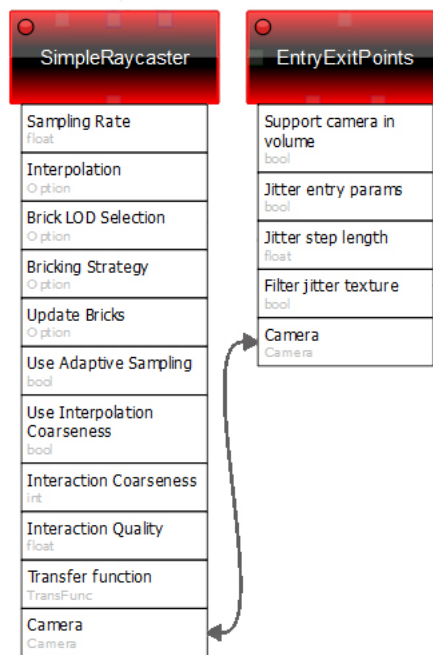 SimpleRaycaster
Sampling Rate
float
Interpolation
Option
Brick LOD Selection
Option
Bricking Strategy
Option
Update Bricks
Option
Use Adaptive Sampling
bool
Use Interpolation
Coarseness
bool
Interaction Coarseness
int
Interaction Quality
float
Transfer function
TransFunc
Camera
Camera
EntryExitPoints
Support camera in
volume
bool
Jitter entry params
bool
Jitter step length
float
Filter jitter texture
bool
Camera
Camera